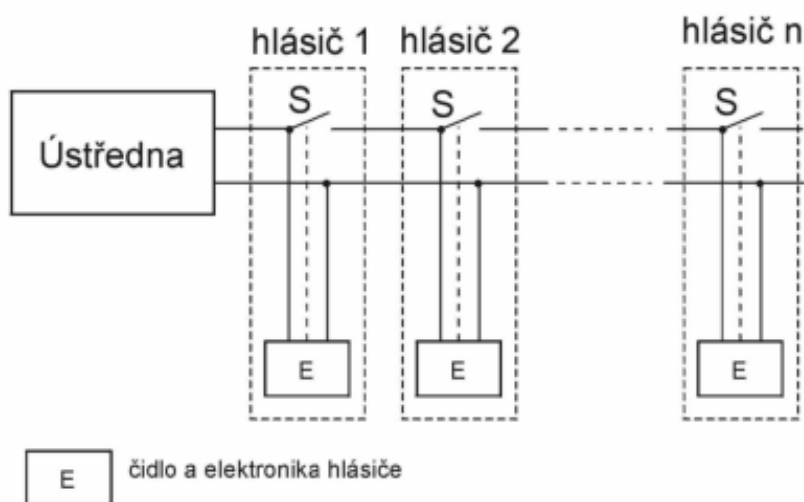 hlásič 1 hlásič 2 hlásič n
S S S
Ústředna
E E E
E čidlo a elektronika hlásiče